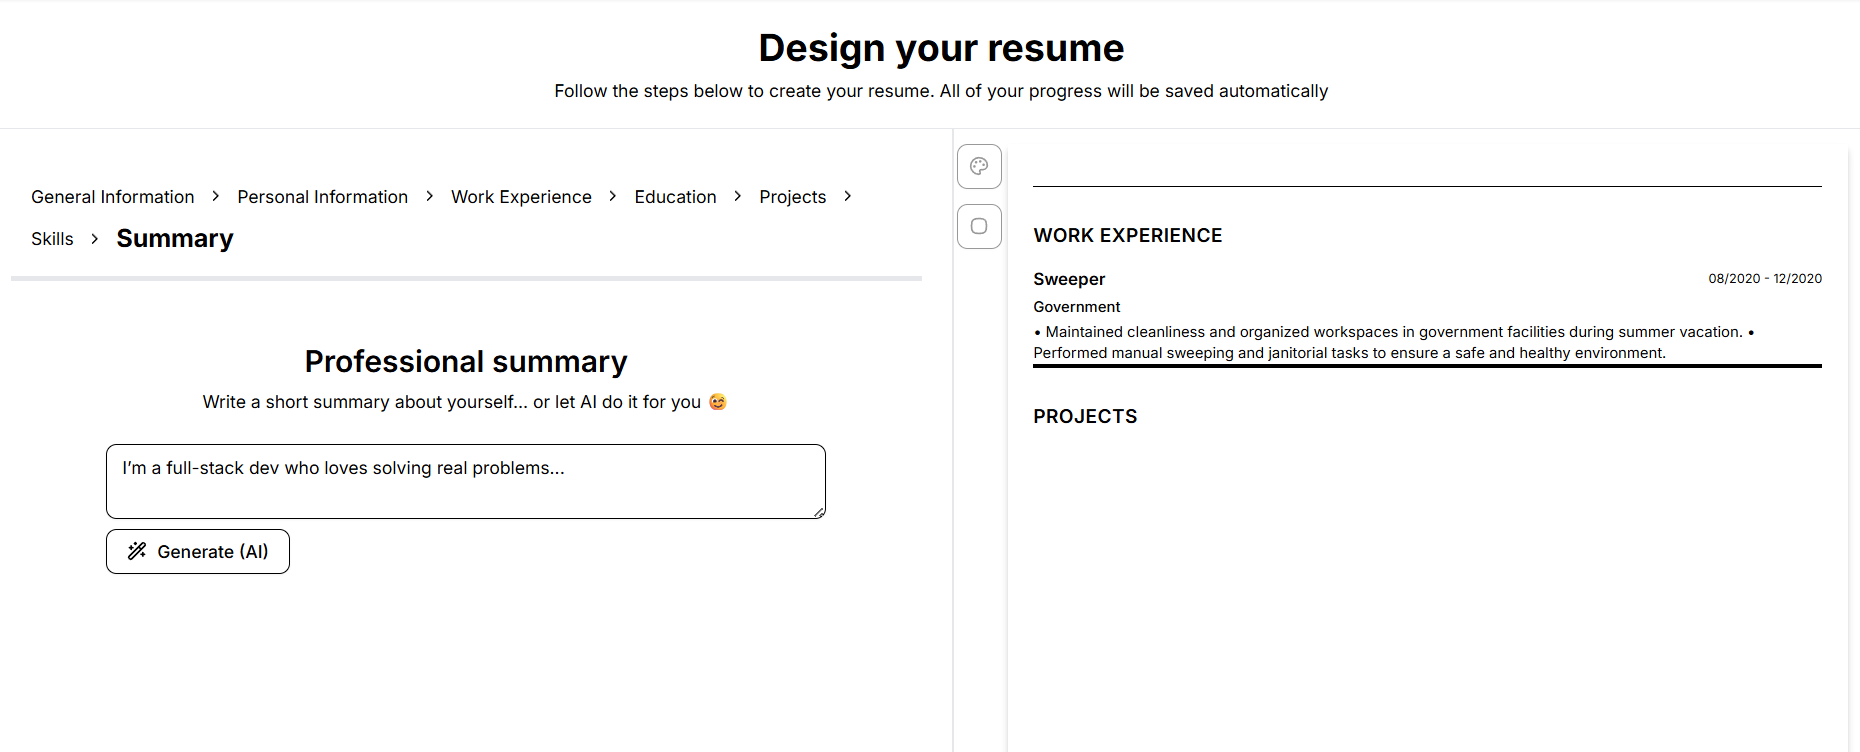 Design your resume
Follow the steps below to create your resume. All of your progress will be saved automatically
General Information > Personal Information > Work Experience > Education > Projects >
Skills > Summary
Professional summary
Write a short summary about yourself... or let AI do it for you 😉
I’m a full-stack dev who loves solving real problems...
Generate (AI)
WORK EXPERIENCE
Sweeper 08/2020 - 12/2020
Government
• Maintained cleanliness and organized workspaces in government facilities during summer vacation. •
Performed manual sweeping and janitorial tasks to ensure a safe and healthy environment.
PROJECTS